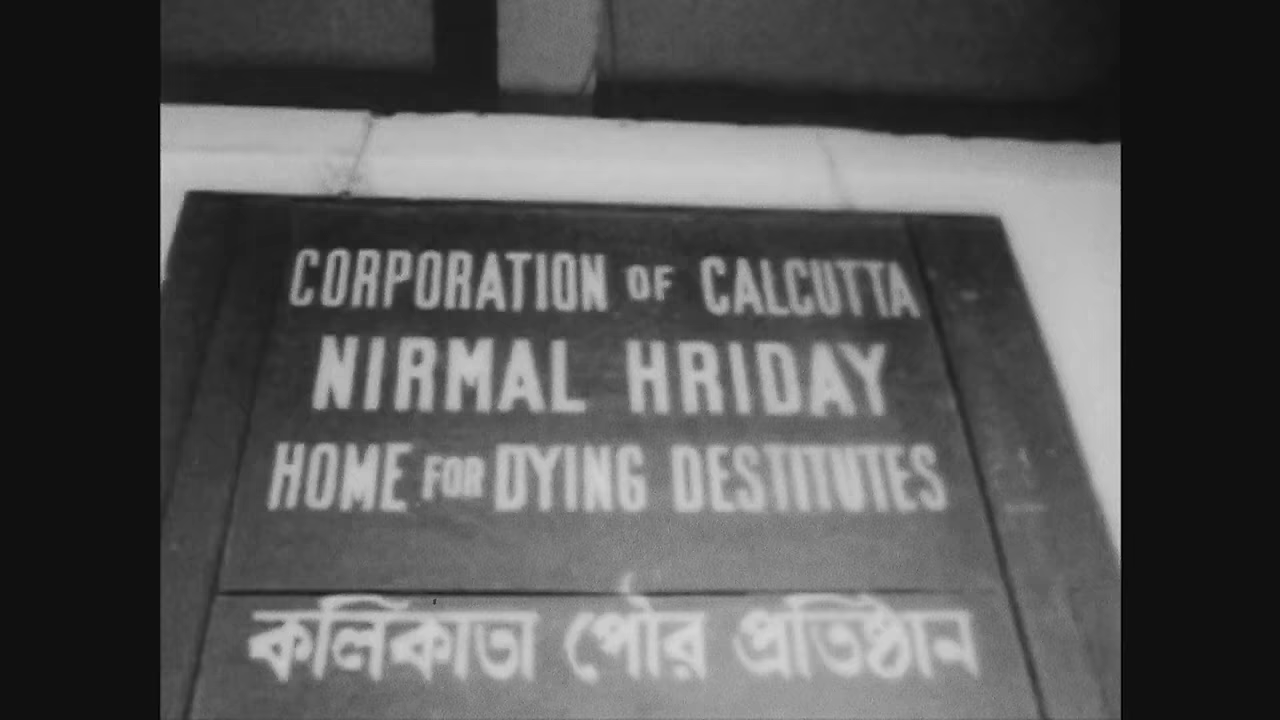 CORPORATION OF CALCUTTA
NIRMAL HRIDAY
HOME FOR DYING DESTITUTES
কলিকাতা পৌর প্রতিষ্ঠান